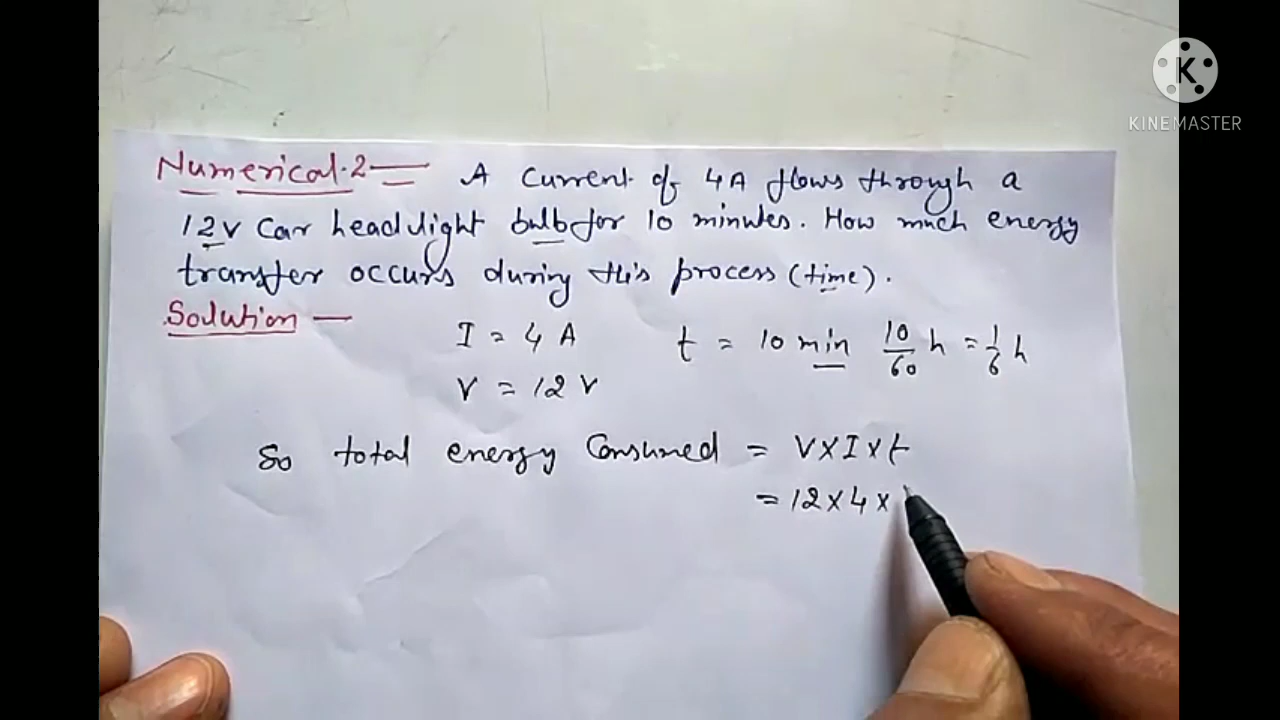 KINEMASTER
Numerical.2 — A Current of 4A flows through a
12V Car headlight bulb for 10 minutes. How much energy
transfer occurs during this process (time).
Solution —
I = 4 A t = 10 min 10/60 h = 1/6 h
V = 12 V
So total energy Consumed = V×I×t
= 12×4×